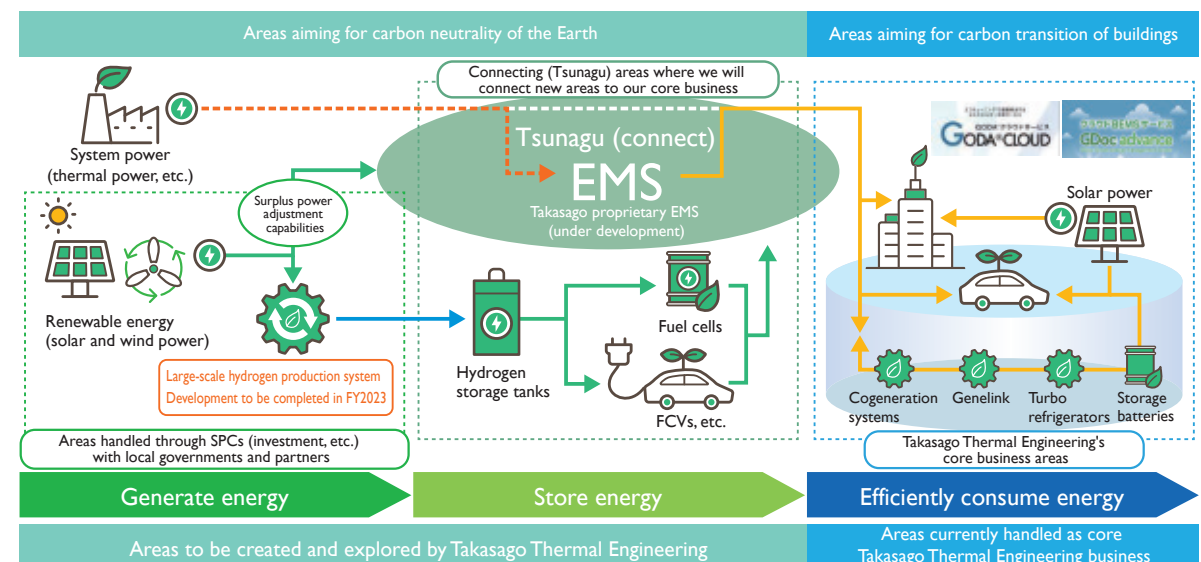 Areas aiming for carbon neutrality of the Earth
Areas aiming for carbon transition of buildings
Connecting (Tsunagu) areas where we will
connect new areas to our core business
System power
(thermal power, etc.)
Surplus power
adjustment
capabilities
Tsunagu (connect)
EMS
Takasago proprietary EMS
(under development)
GODA CLOUD
GDoc advance
Solar power
Renewable energy
(solar and wind power)
Large-scale hydrogen production system
Development to be completed in FY2023
Hydrogen
storage tanks
Fuel cells
FCVs, etc.
Cogeneration
systems
Genelink
Turbo
refrigerators
Storage
batteries
Areas handled through SPCs (investment, etc.)
with local governments and partners
Takasago Thermal Engineering's
core business areas
Generate energy
Store energy
Efficiently consume energy
Areas to be created and explored by Takasago Thermal Engineering
Areas currently handled as core
Takasago Thermal Engineering business